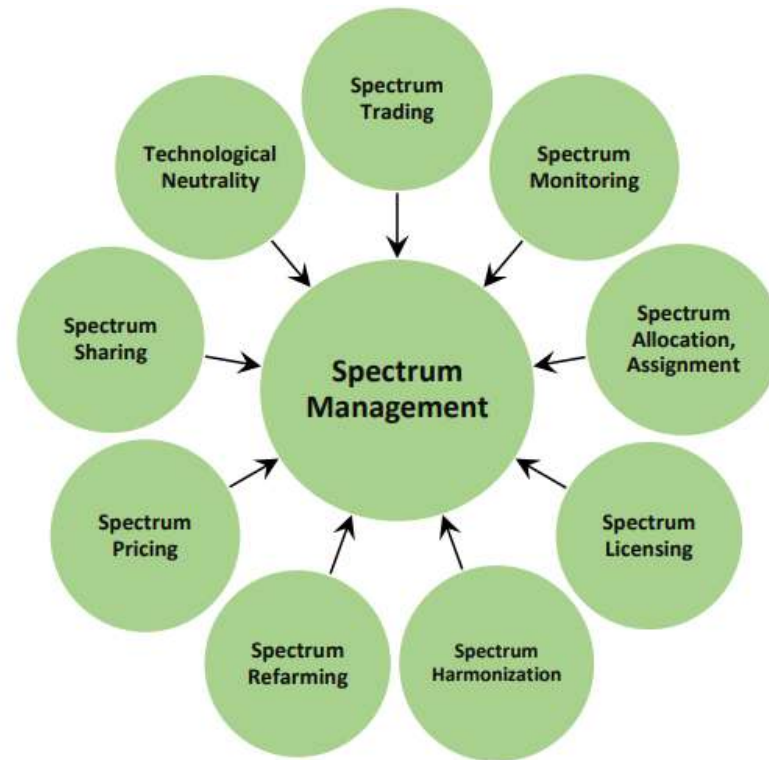 Spectrum
Trading
Technological
Neutrality
Spectrum
Monitoring
Spectrum
Sharing
Spectrum
Allocation,
Assignment
Spectrum
Management
Spectrum
Pricing
Spectrum
Licensing
Spectrum
Refarming
Spectrum
Harmonization